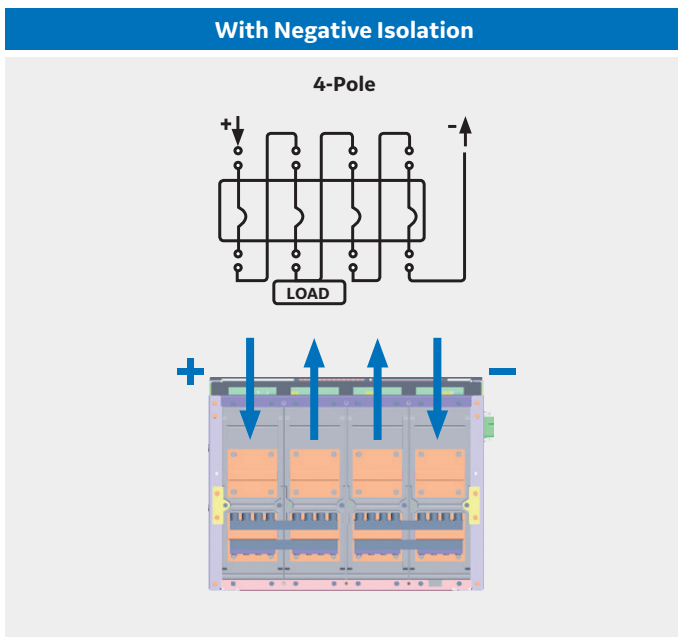 With Negative Isolation
4-Pole
+ -
LOAD
+ -